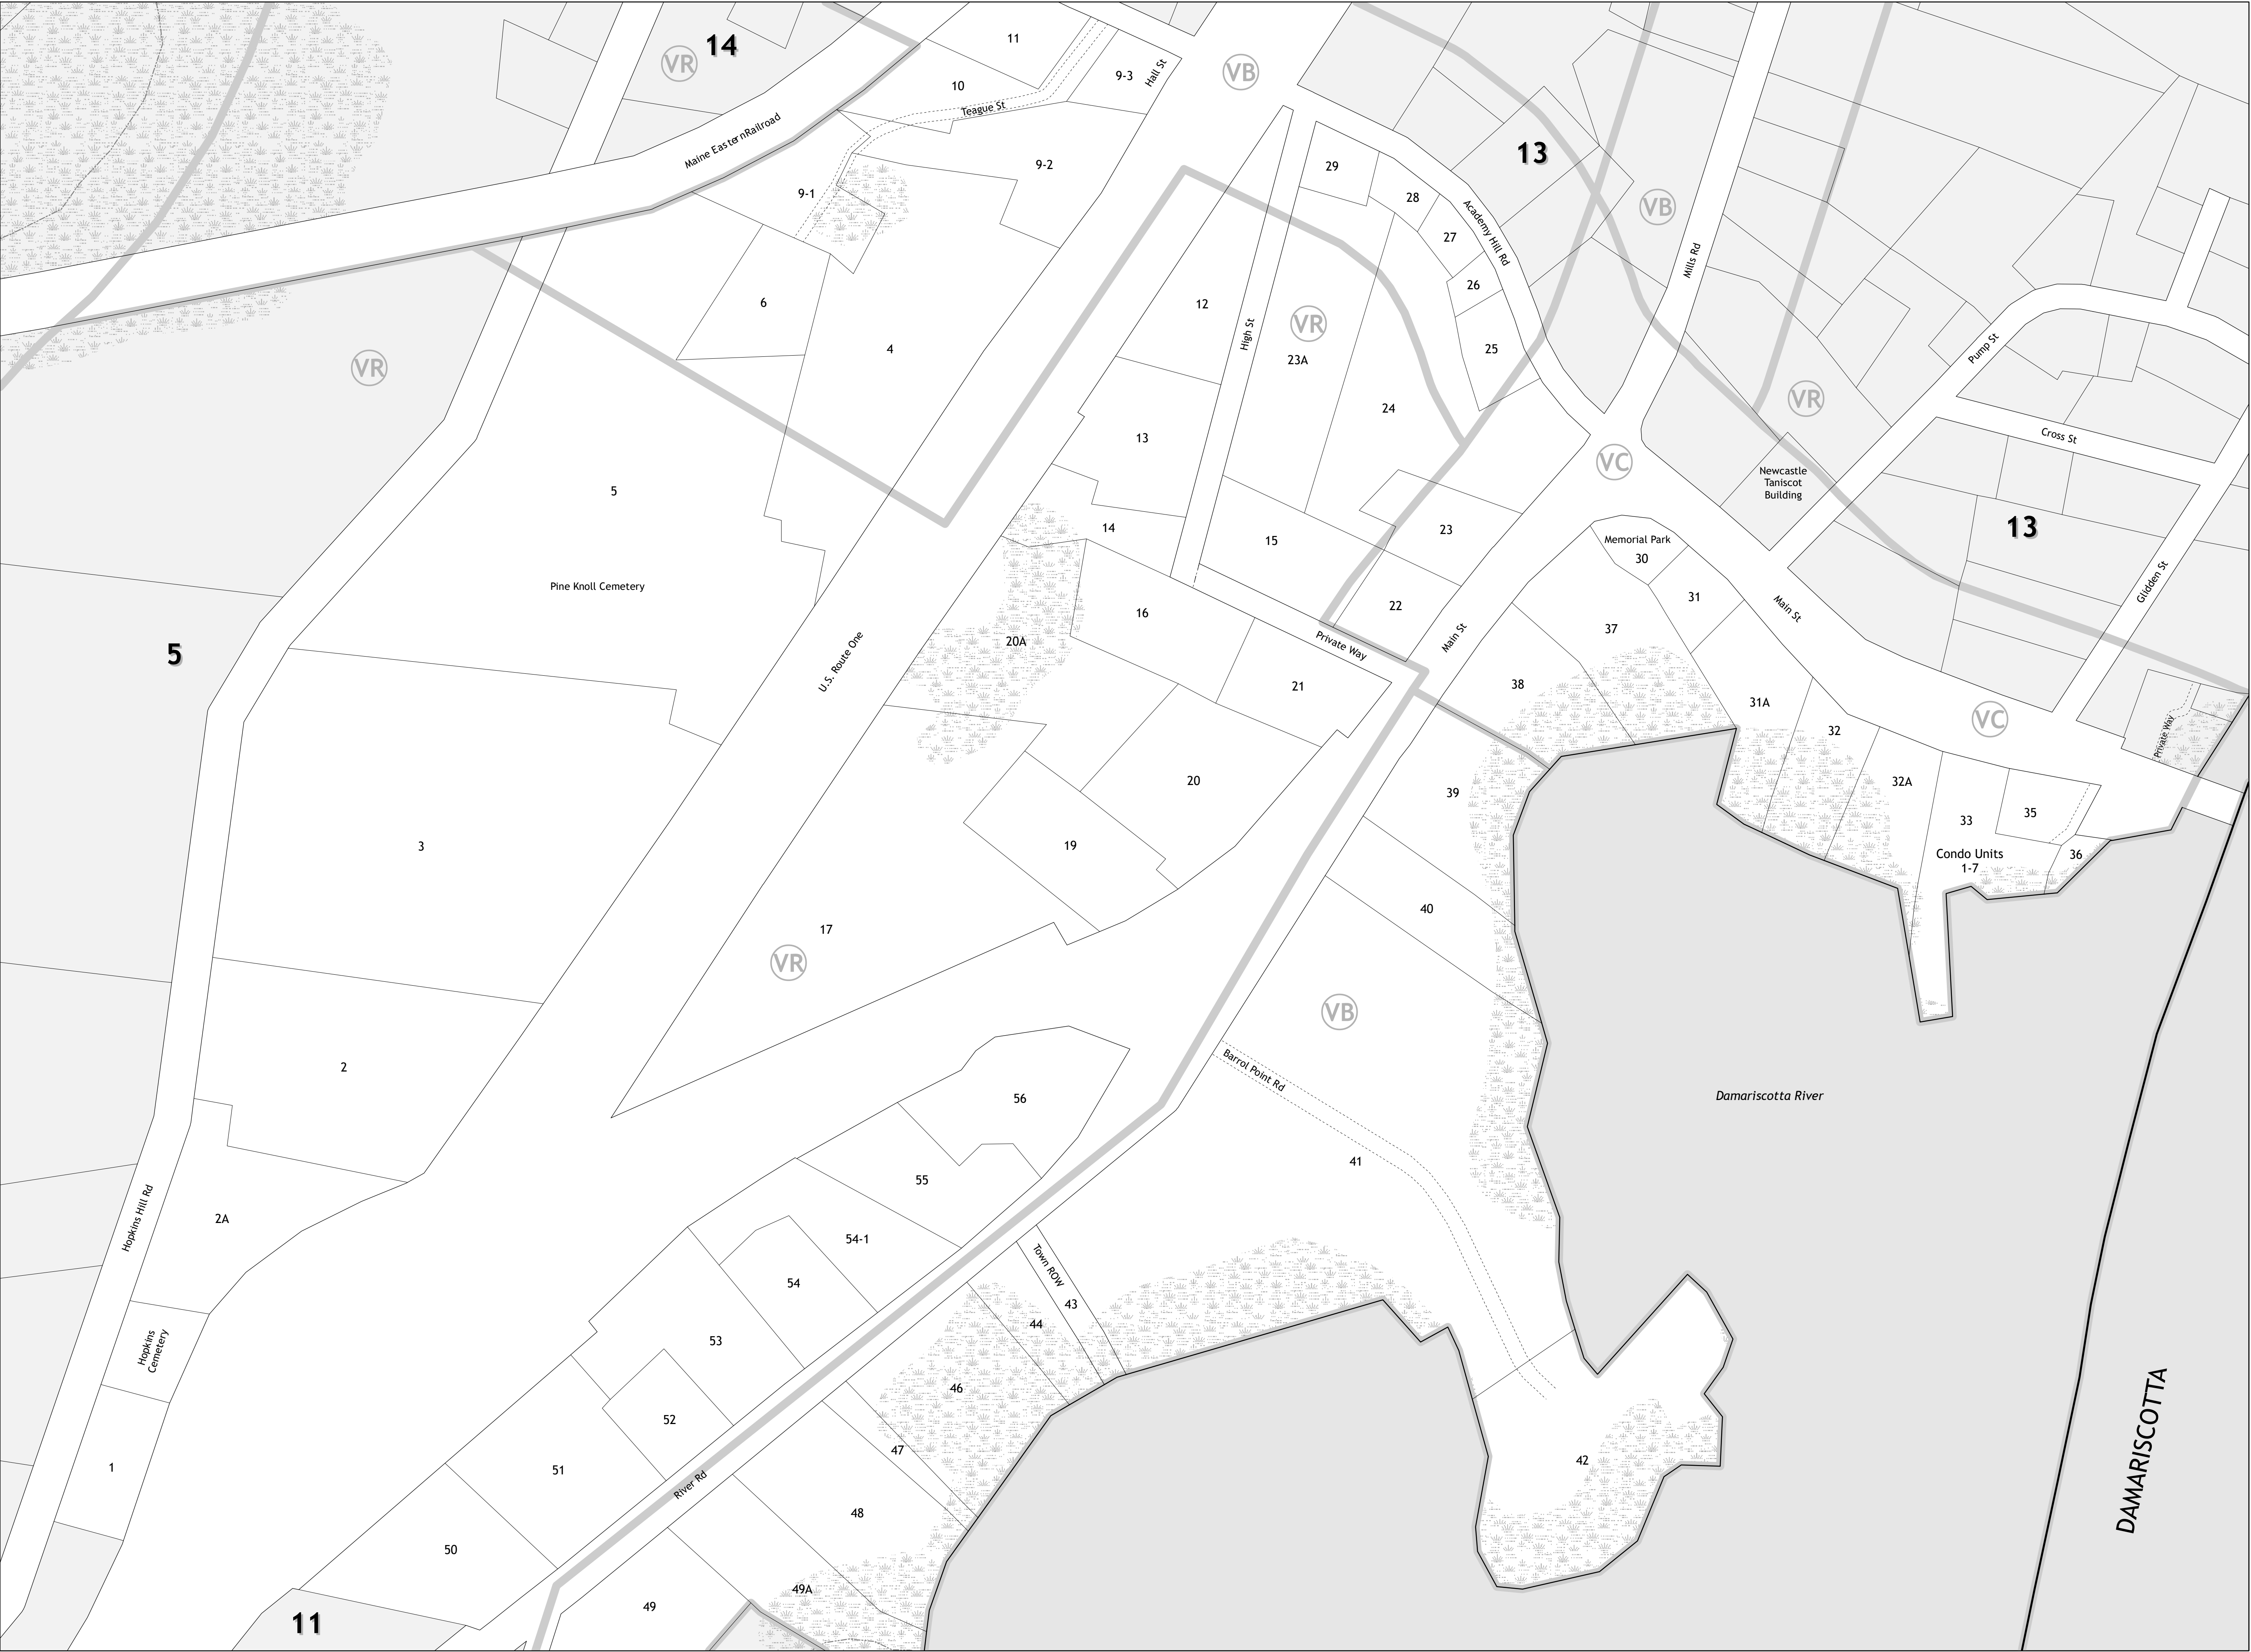 11
14
VR
10
9-3
Hall St
VB
Teague St
Maine Eastern Railroad
13
9-2
29
9-1
28
VB
Academy Hill Rd
27
Mills Rd
26
6
12
VR
High St
4
25
Pump St
VR
23A
VR
24
13
Cross St
VC
Newcastle
Taniscot
Building
5
14
15
23
13
Memorial Park
30
Pine Knoll Cemetery
Glidden St
31
16
22
Main St
37
Main St
Private Way
20A
5
U.S. Route One
21
38
31A
VC
32
Private Way
20
39
32A
35
33
3
19
Condo Units
1-7
36
40
17
VR
VB
2
Barrol Point Rd
56
Damariscotta River
41
55
Hopkins Hill Rd
2A
54-1
Town ROW
54
43
44
53
Hopkins
Cemetery
46
52
DAMARISCOTTA
47
42
1
51
River Rd
48
50
49A
49
11